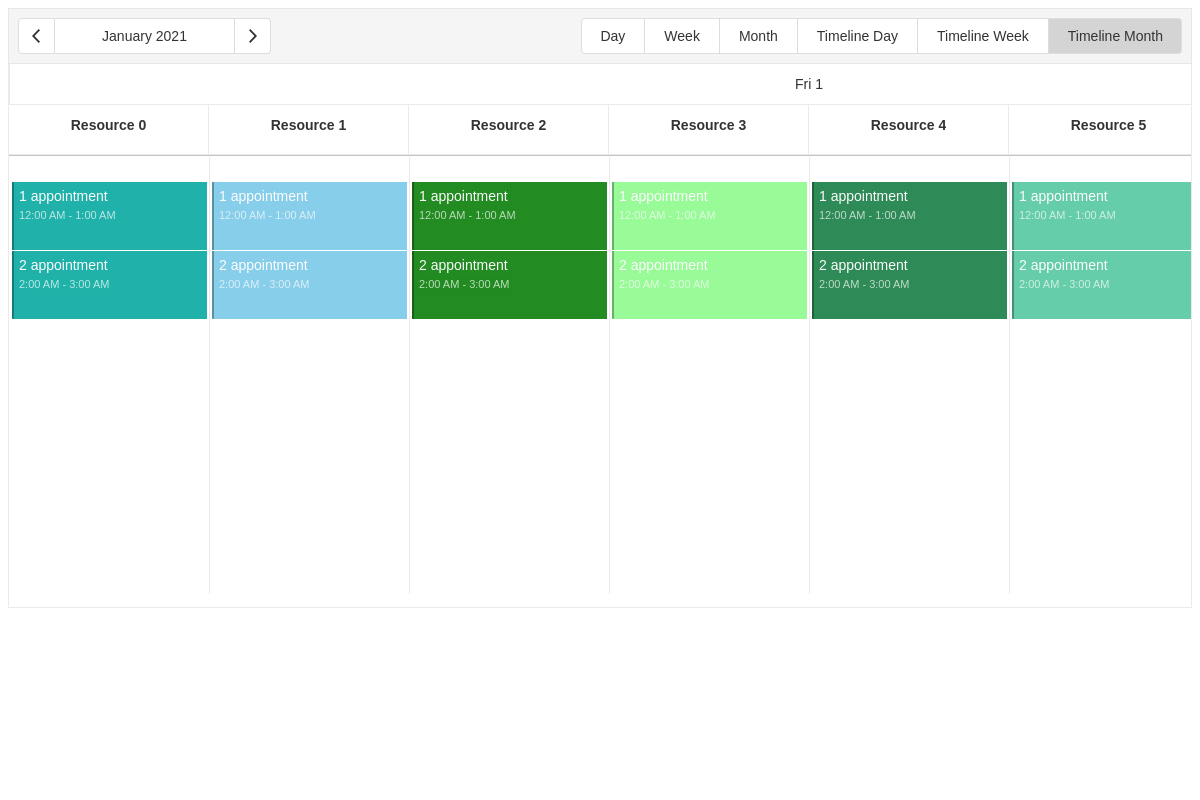 January 2021 Day Week Month Timeline Day Timeline Week Timeline Month
Fri 1
Resource 0 Resource 1 Resource 2 Resource 3 Resource 4 Resource 5
1 appointment 1 appointment 1 appointment 1 appointment 1 appointment 1 appointment
12:00 AM - 1:00 AM 12:00 AM - 1:00 AM 12:00 AM - 1:00 AM 12:00 AM - 1:00 AM 12:00 AM - 1:00 AM 12:00 AM - 1:00 AM
2 appointment 2 appointment 2 appointment 2 appointment 2 appointment 2 appointment
2:00 AM - 3:00 AM 2:00 AM - 3:00 AM 2:00 AM - 3:00 AM 2:00 AM - 3:00 AM 2:00 AM - 3:00 AM 2:00 AM - 3:00 AM